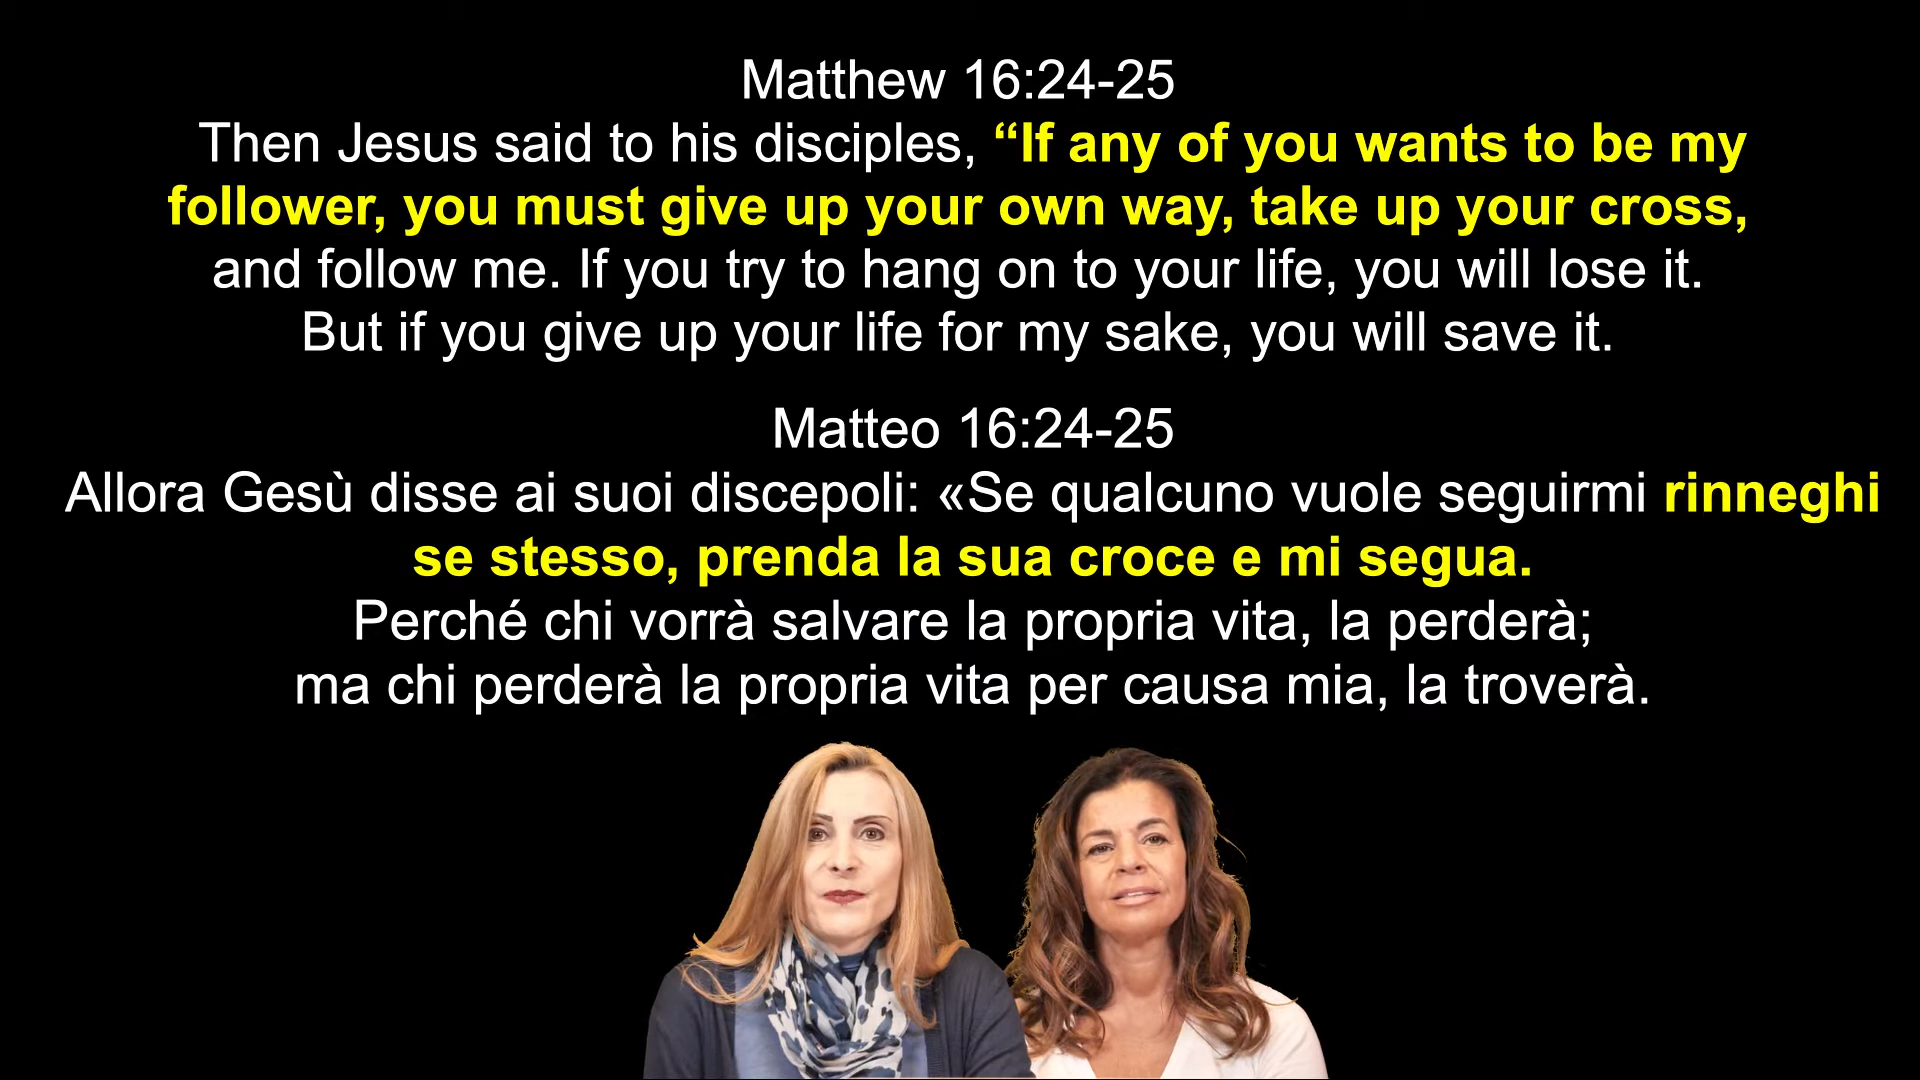 Matthew 16:24-25
Then Jesus said to his disciples, “If any of you wants to be my
follower, you must give up your own way, take up your cross,
and follow me. If you try to hang on to your life, you will lose it.
But if you give up your life for my sake, you will save it.
Matteo 16:24-25
Allora Gesù disse ai suoi discepoli: «Se qualcuno vuole seguirmi rinneghi
se stesso, prenda la sua croce e mi segua.
Perché chi vorrà salvare la propria vita, la perderà;
ma chi perderà la propria vita per causa mia, la troverà.